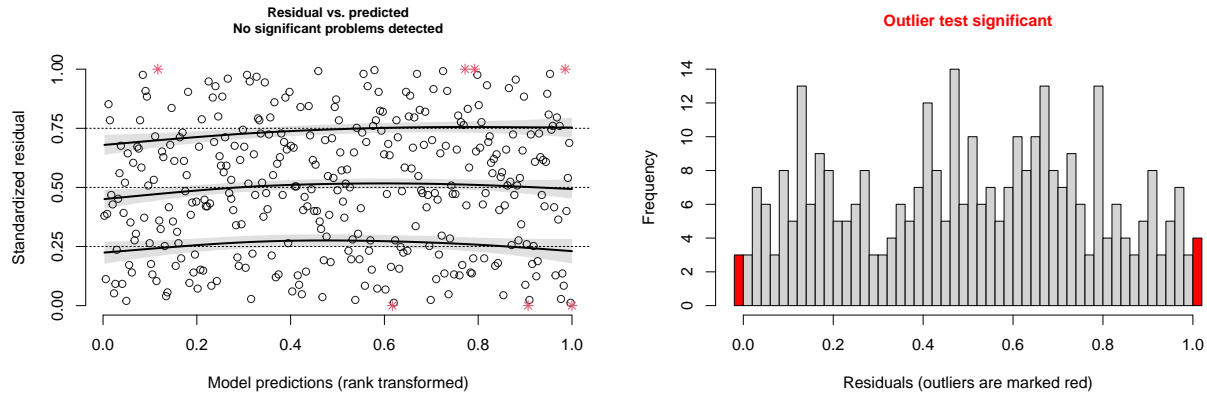 Residual vs. predicted
No significant problems detected
Standardized residual
1.00
0.75
0.50
0.25
0.00
0.0 0.2 0.4 0.6 0.8 1.0
Model predictions (rank transformed)
Outlier test significant
Frequency
14
12
10
8
6
4
2
0
0.0 0.2 0.4 0.6 0.8 1.0
Residuals (outliers are marked red)